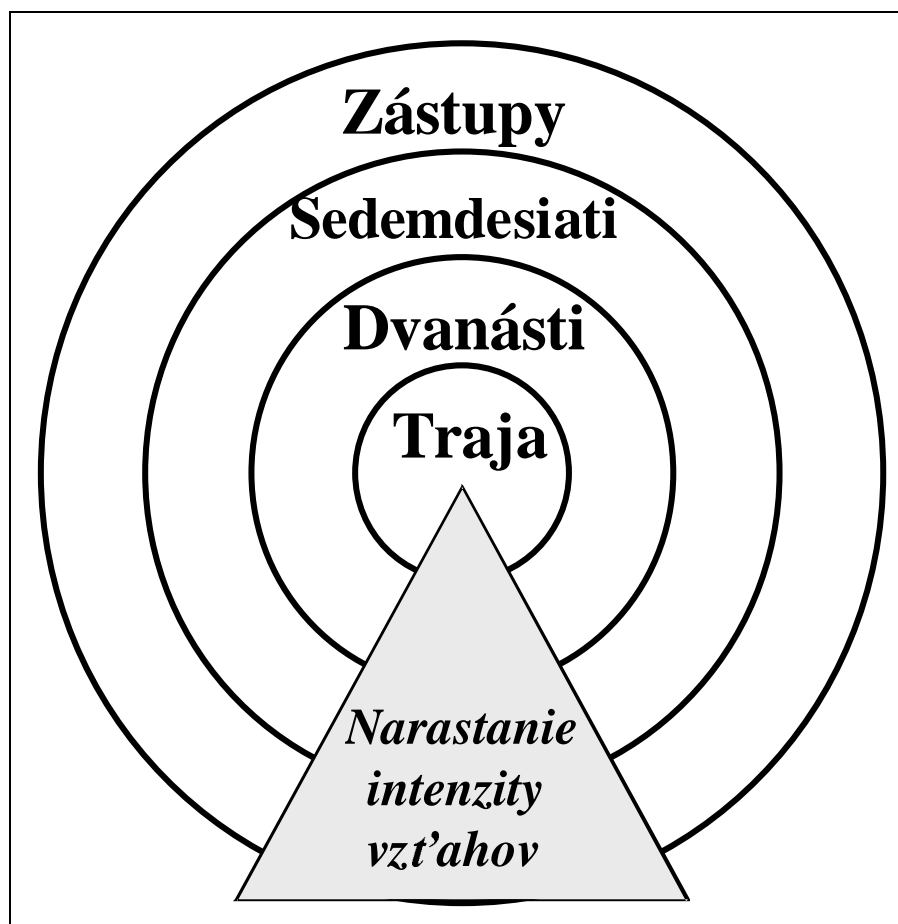 Zástupy
Sedemdesiati
Dvanásti
Traja
Narastanie
intenzity
vzťahov